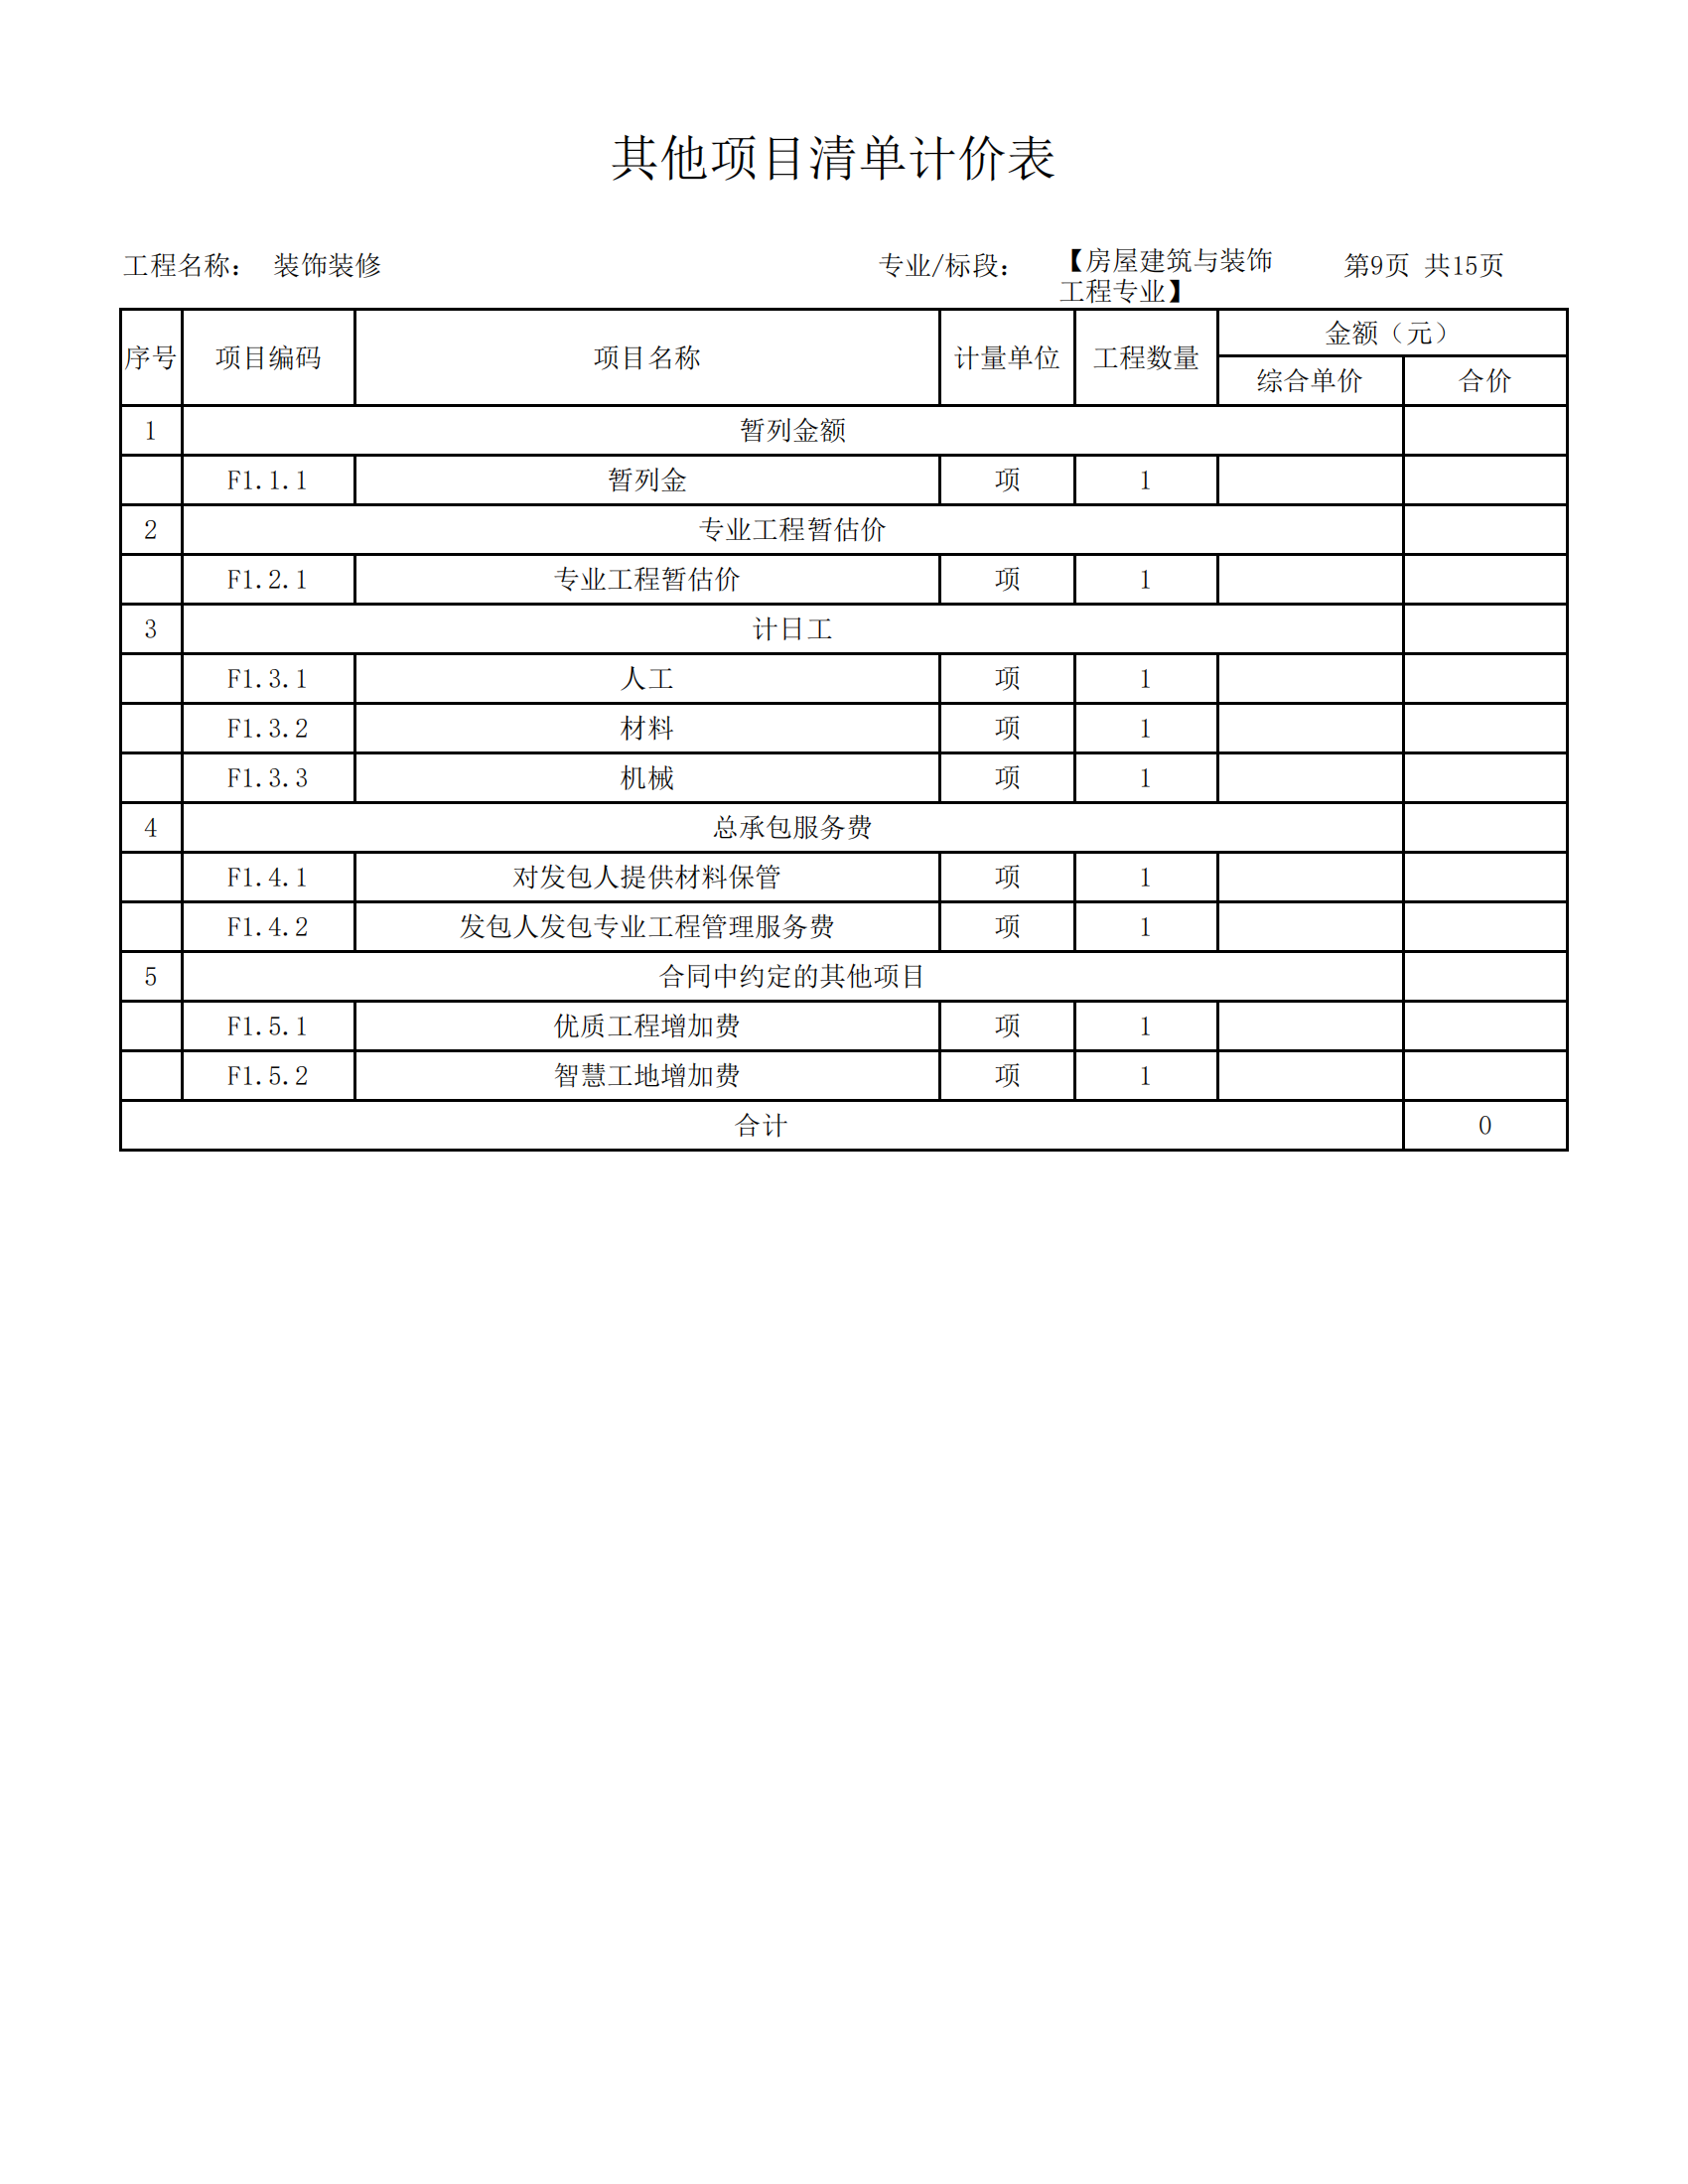 其他项目清单计价表
工程名称： 装饰装修 专业/标段： 【房屋建筑与装饰 第9页 共15页
工程专业】
序号 项目编码 项目名称 计量单位 工程数量 金额（元）
综合单价 合价
1 暂列金额
F1.1.1 暂列金 项 1
2 专业工程暂估价
F1.2.1 专业工程暂估价 项 1
3 计日工
F1.3.1 人工 项 1
F1.3.2 材料 项 1
F1.3.3 机械 项 1
4 总承包服务费
F1.4.1 对发包人提供材料保管 项 1
F1.4.2 发包人发包专业工程管理服务费 项 1
5 合同中约定的其他项目
F1.5.1 优质工程增加费 项 1
F1.5.2 智慧工地增加费 项 1
合计 0